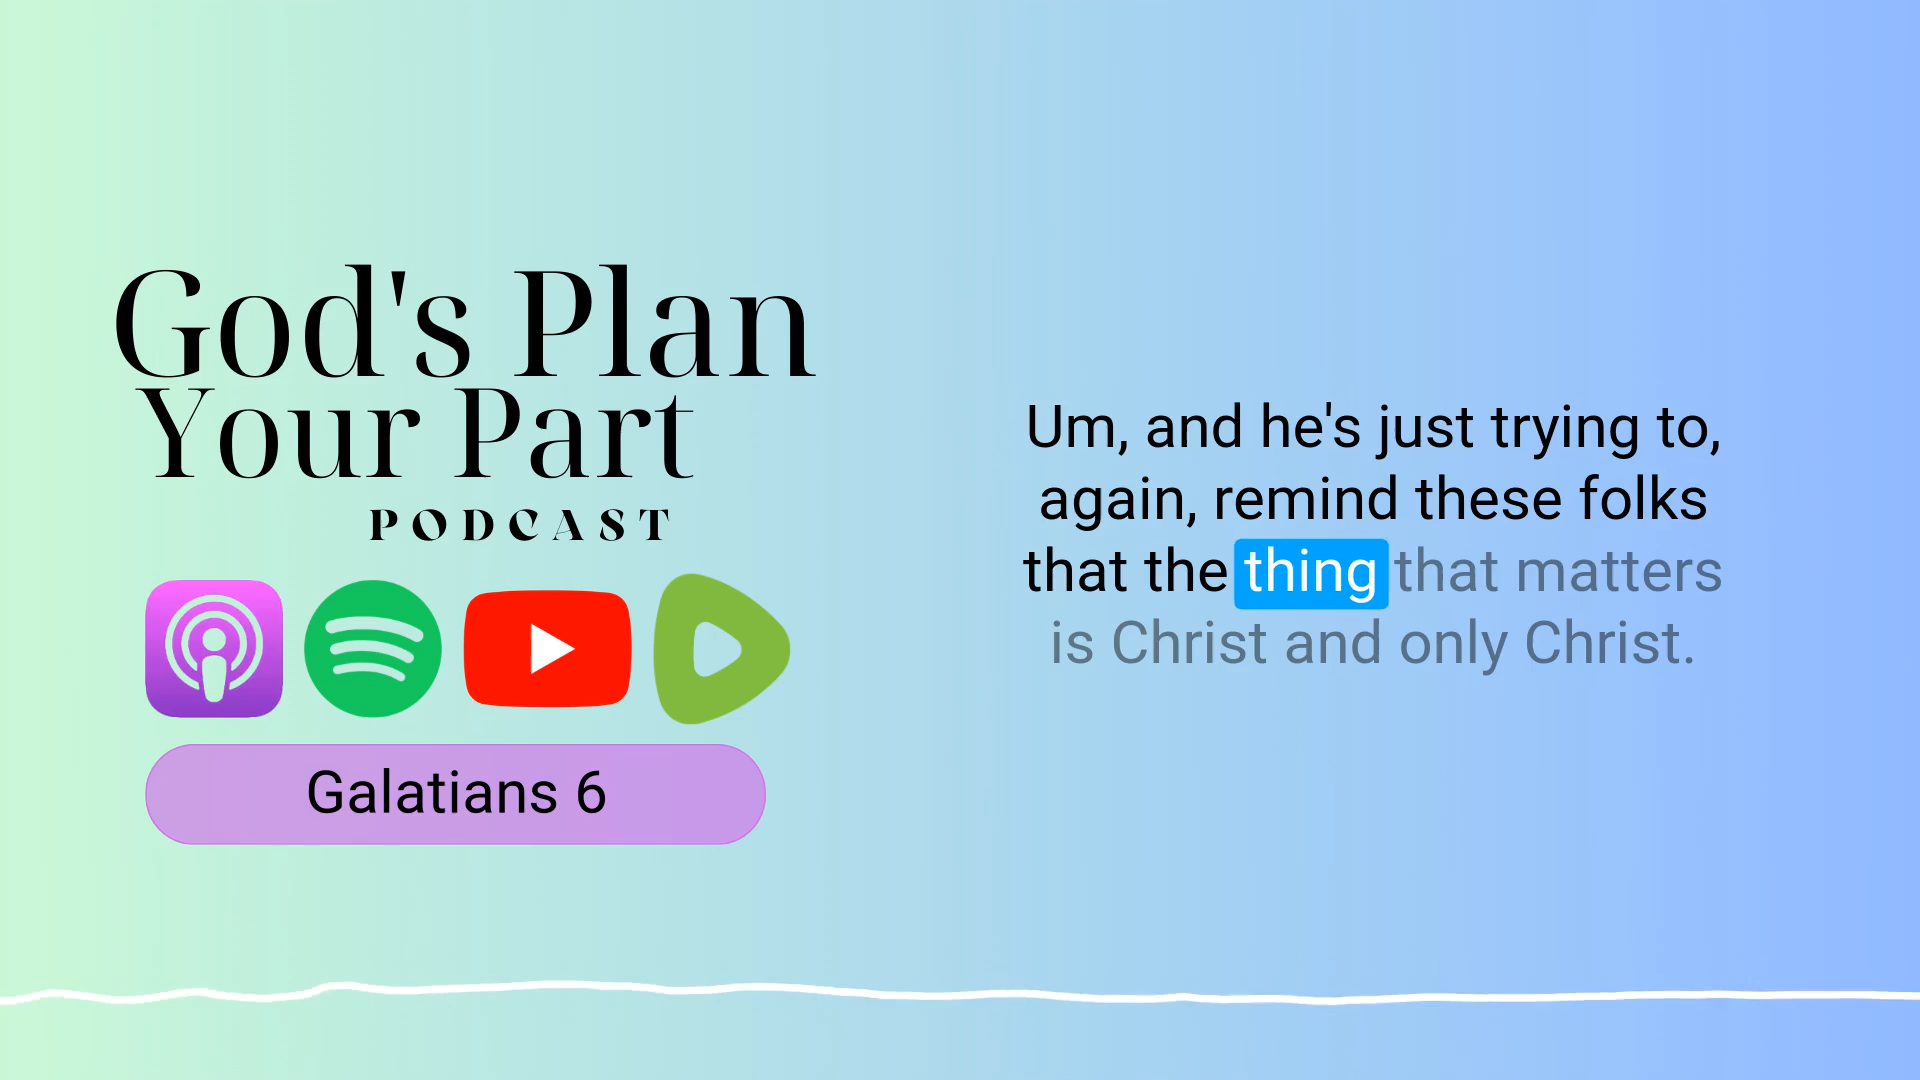 God's Plan
Your Part
PODCAST
Galatians 6
Um, and he's just trying to,
again, remind these folks
that the thing that matters
is Christ and only Christ.